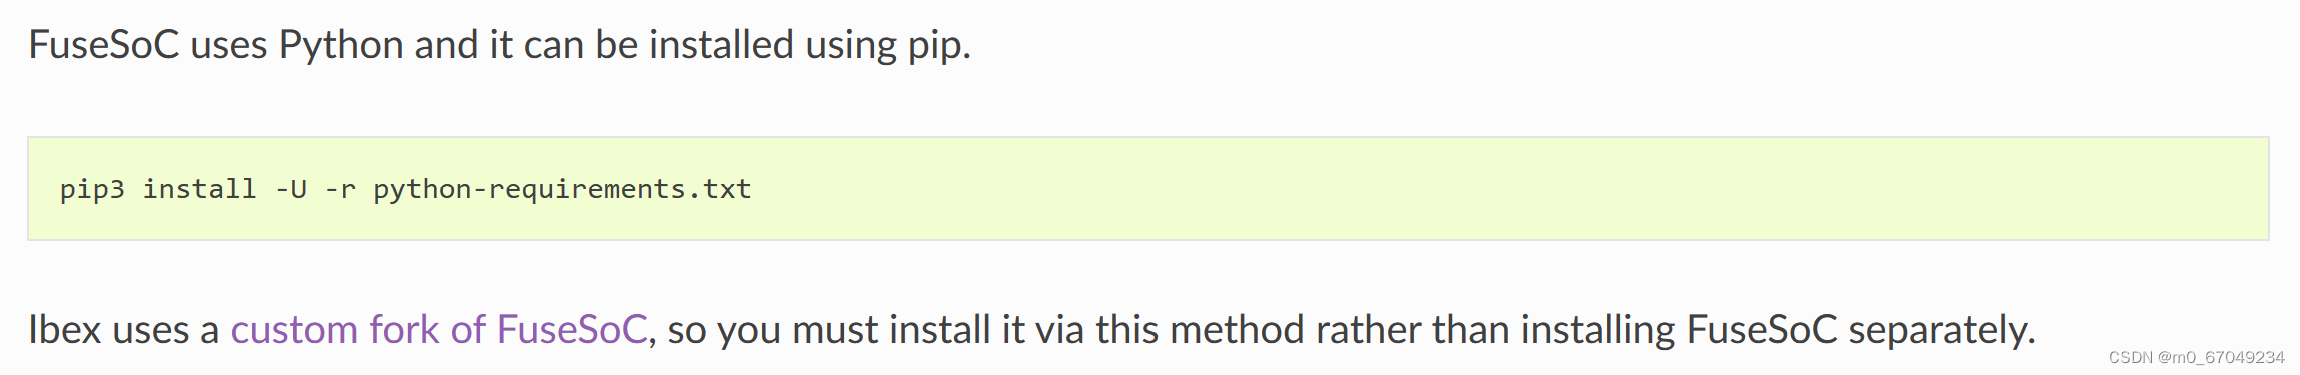 FuseSoC uses Python and it can be installed using pip.
pip3 install -U -r python-requirements.txt
Ibex uses a custom fork of FuseSoC, so you must install it via this method rather than installing FuseSoC separately.
CSDN @m0_67049234